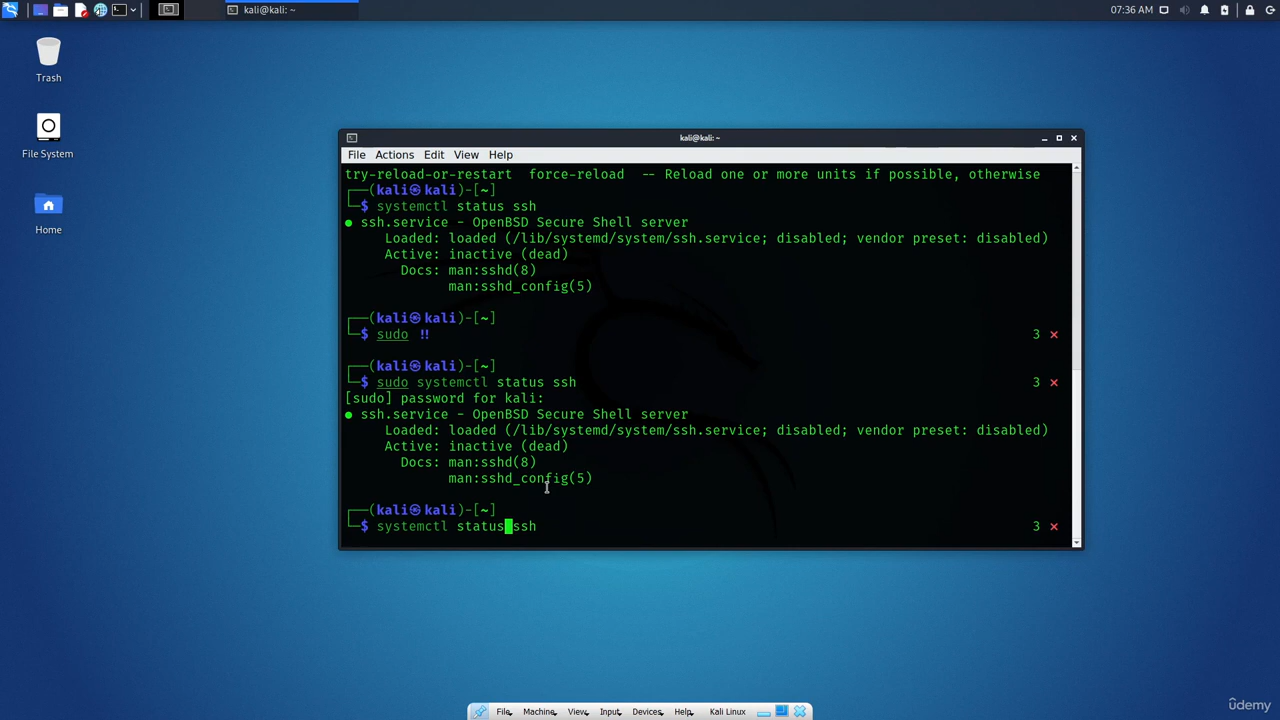 kali@kali: ~
07:36 AM
Trash
File System
Home
kali@kali: ~
File Actions Edit View Help
try-reload-or-restart  force-reload  -- Reload one or more units if possible, otherwise
┌──(kali㉿kali)-[~]
└─$ systemctl status ssh
● ssh.service - OpenBSD Secure Shell server
Loaded: loaded (/lib/systemd/system/ssh.service; disabled; vendor preset: disabled)
Active: inactive (dead)
Docs: man:sshd(8)
man:sshd_config(5)
┌──(kali㉿kali)-[~]
└─$ sudo !! 3 ⨯
┌──(kali㉿kali)-[~]
└─$ sudo systemctl status ssh 3 ⨯
[sudo] password for kali:
● ssh.service - OpenBSD Secure Shell server
Loaded: loaded (/lib/systemd/system/ssh.service; disabled; vendor preset: disabled)
Active: inactive (dead)
Docs: man:sshd(8)
man:sshd_config(5)
┌──(kali㉿kali)-[~]
└─$ systemctl status ssh 3 ⨯
File Machine View Input Devices Help Kali Linux
ûdemy